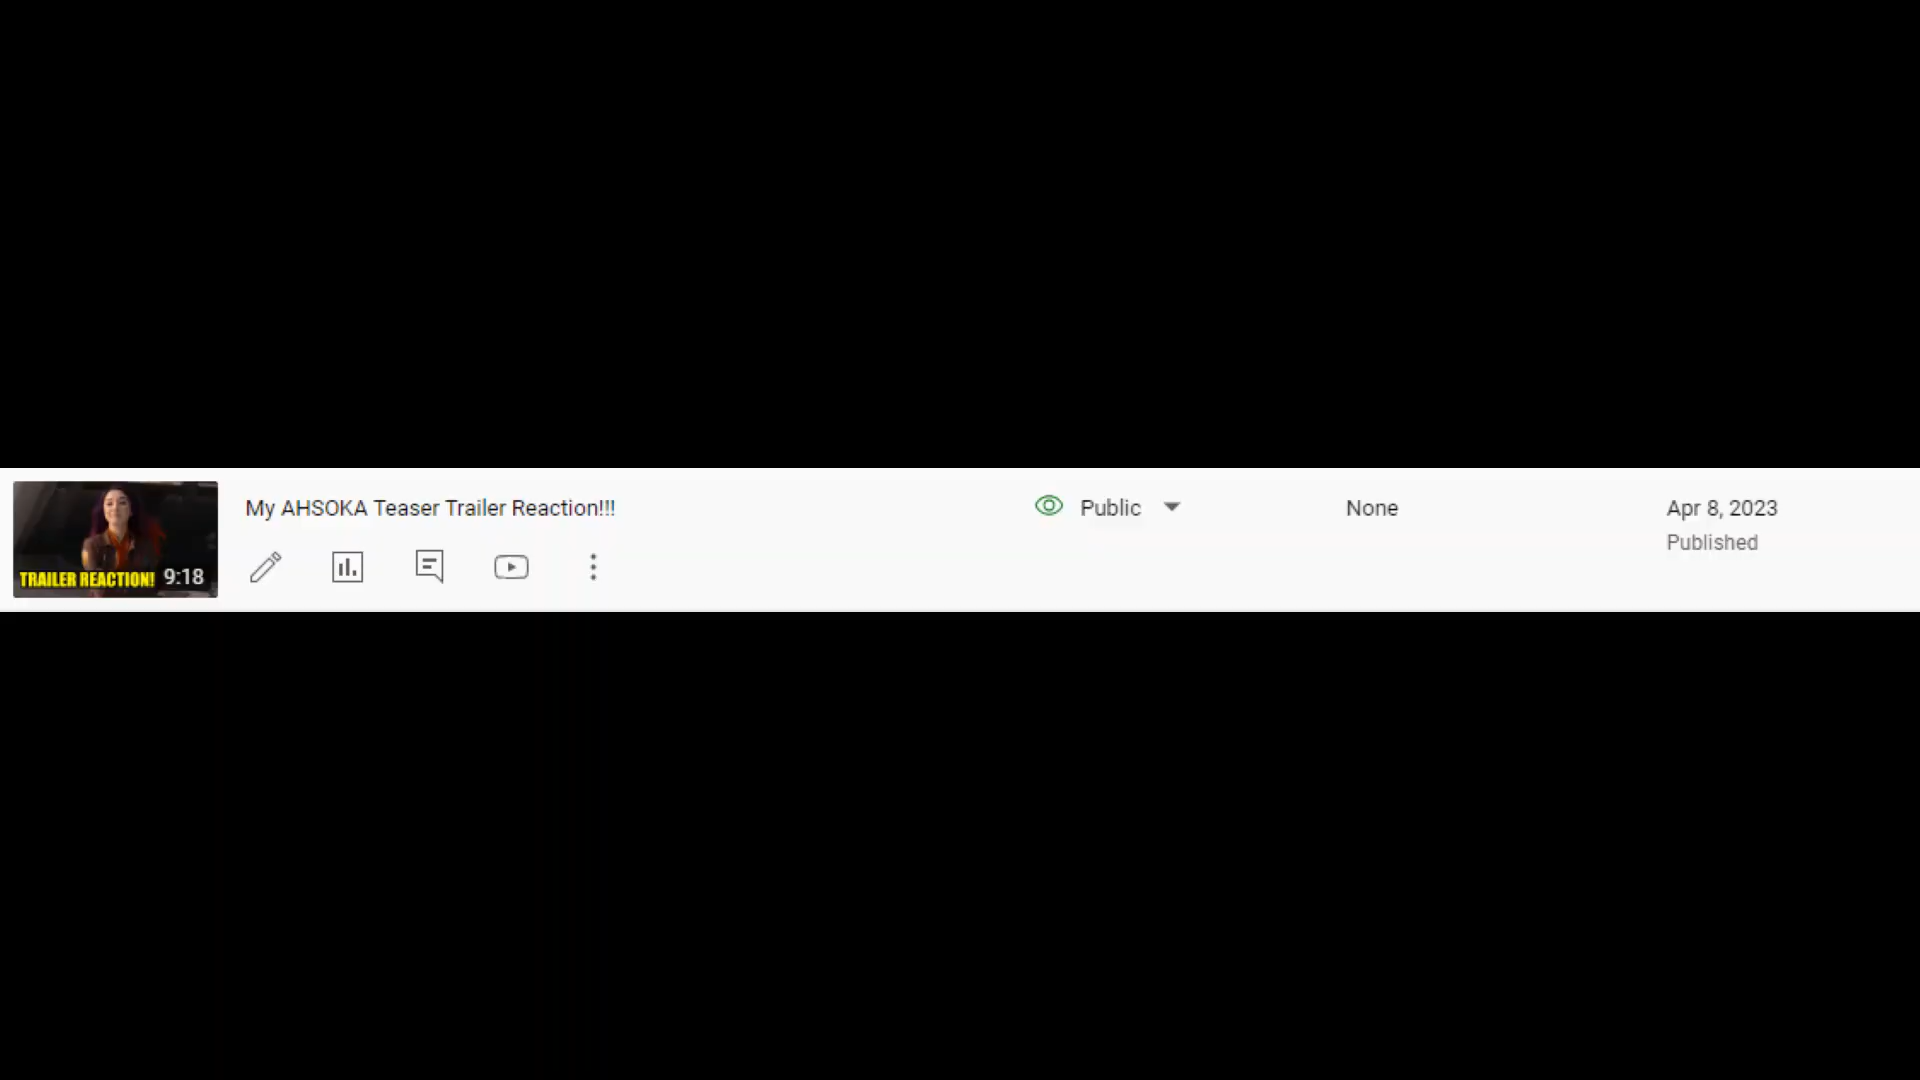 My AHSOKA Teaser Trailer Reaction!!!
Public
None
Apr 8, 2023
Published
TRAILER REACTION! 9:18